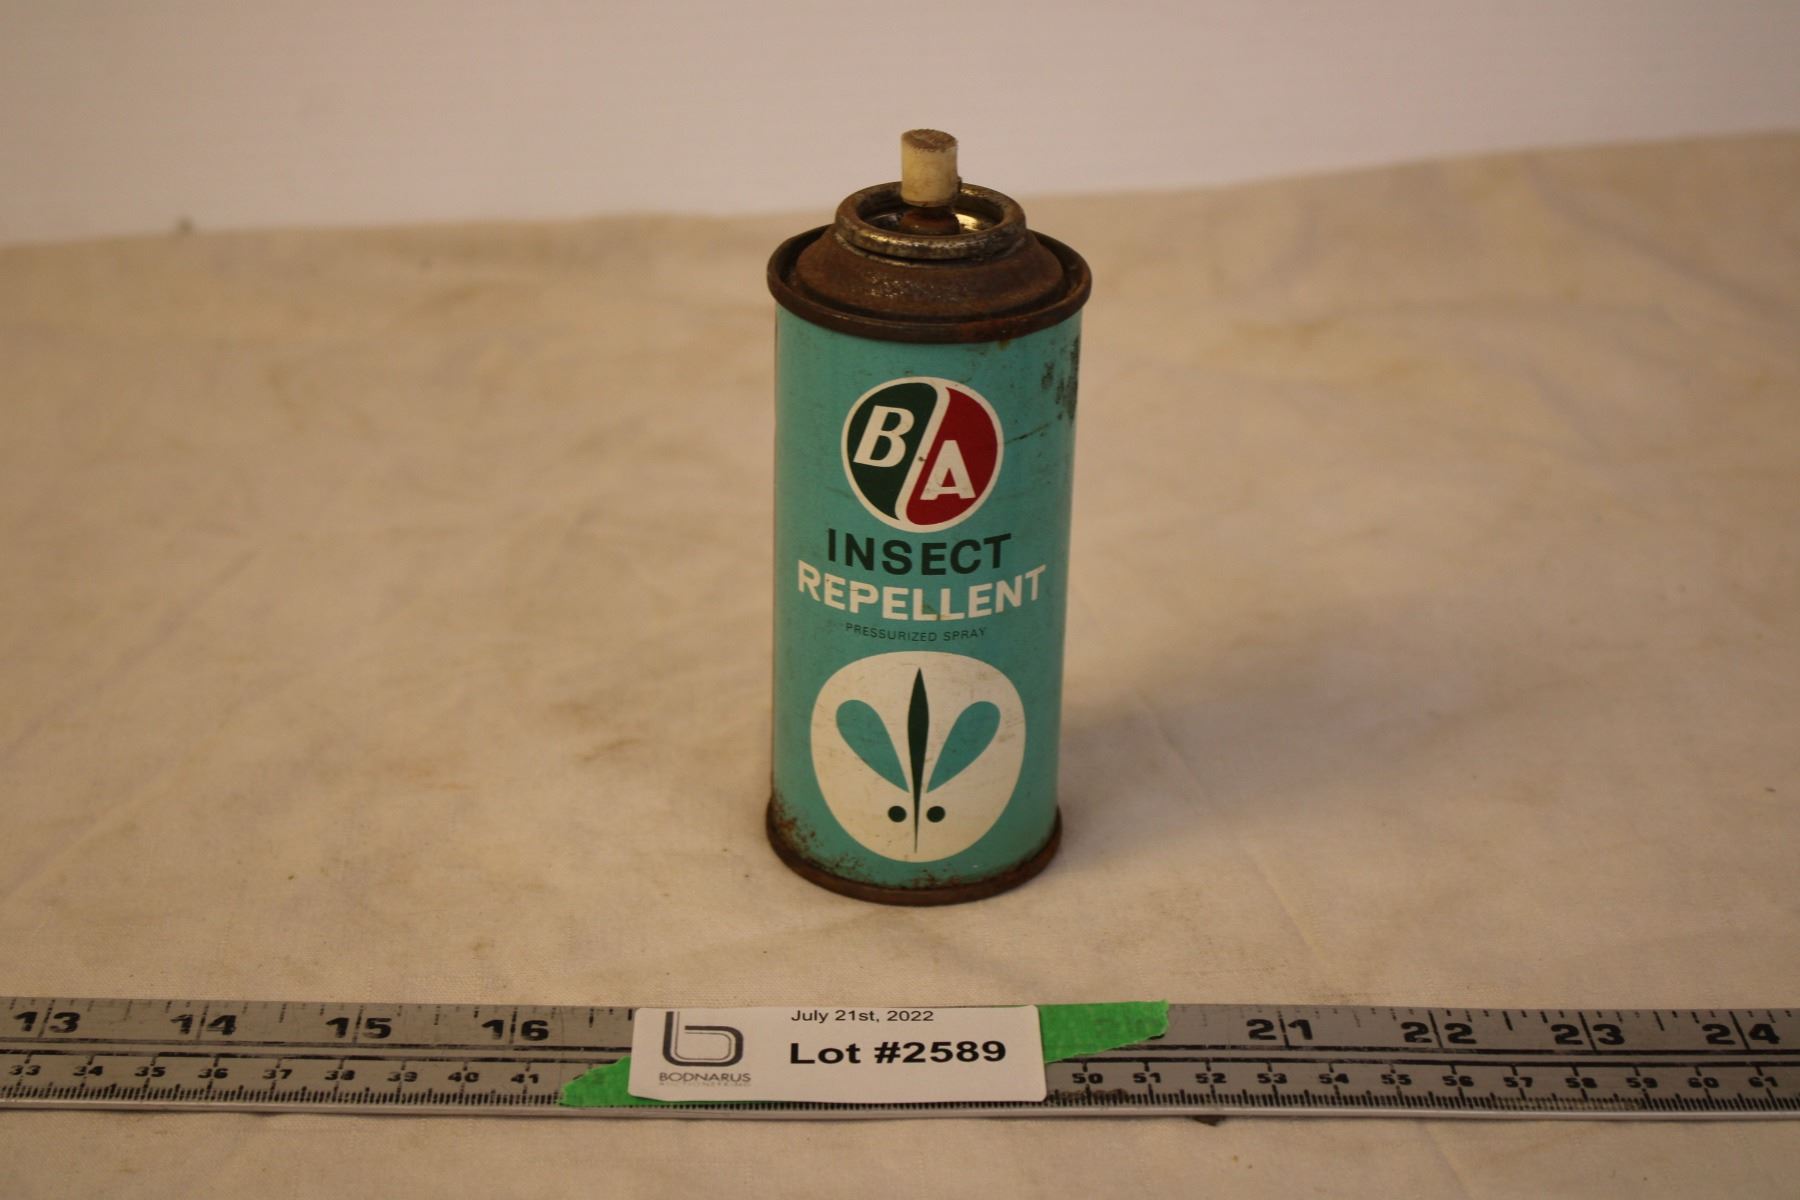 B/A
INSECT
REPELLENT
PRESSURIZED SPRAY
13 14 15 16 21 22 23 24
33 34 35 36 37 38 39 40 41 50 51 52 53 54 55 56 57 58 59 60 61
July 21st, 2022
Lot #2589
BODNARUS
AUCTIONEERING